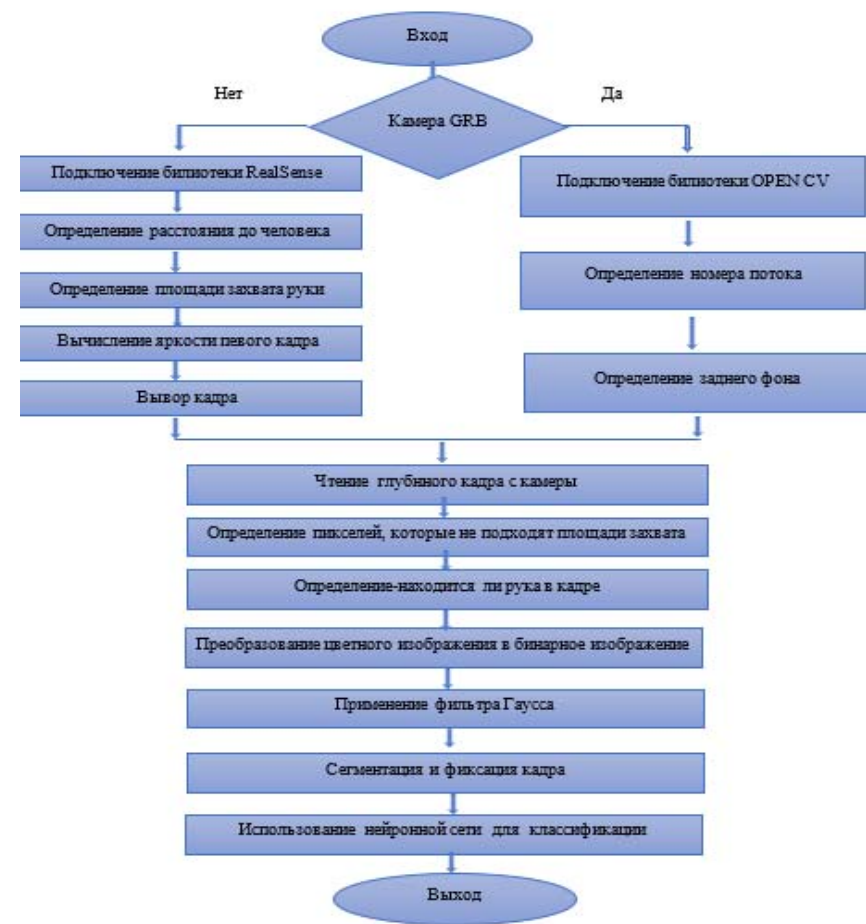 Вход
Нет
Да
Камера GRB
Подключение билиотеки RealSense
Определение расстояния до человека
Определение площади захвата руки
Вычисление яркости певого кадра
Вывор кадра
Подключение билиотеки OPEN CV
Определение номера потока
Определение заднего фона
Чтение глубнного кадра с камеры
Определение пикселей, которые не подходят площади захвата
Определение-находится ли рука в кадре
Преобразование цветного изображения в бинарное изображение
Применение фильтра Гаусса
Сегментация и фиксация кадра
Использование нейронной сети для классификации
Выход